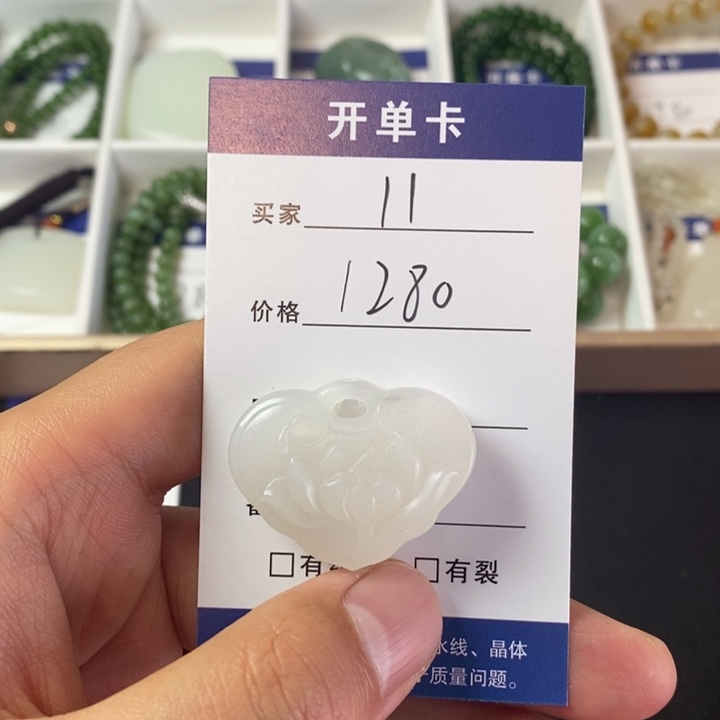 开单卡
买家 11
价格 1280
有 有裂
水线、晶体
质量问题。